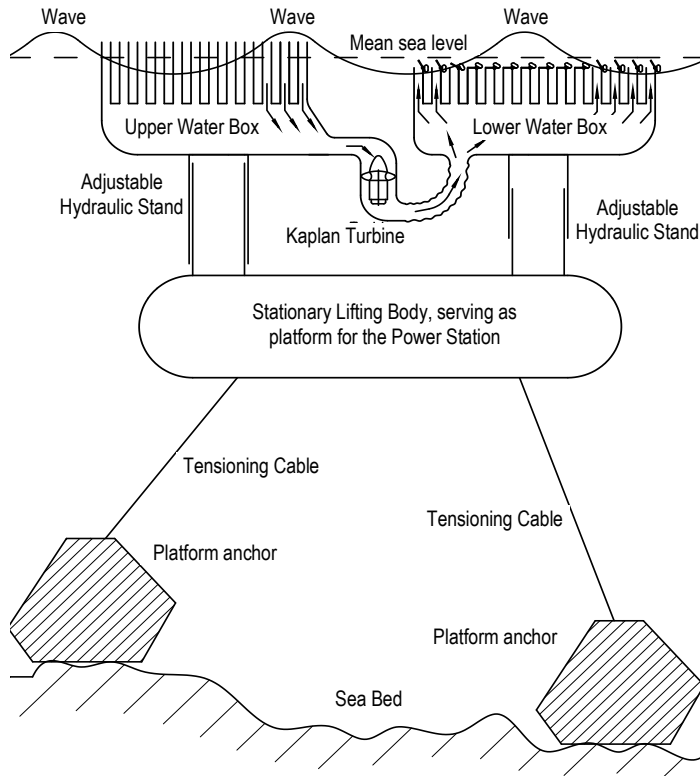 Wave
Wave
Wave
Mean sea level
Upper Water Box
Lower Water Box
Adjustable
Hydraulic Stand
Kaplan Turbine
Adjustable
Hydraulic Stand
Stationary Lifting Body, serving as
platform for the Power Station
Tensioning Cable
Tensioning Cable
Platform anchor
Platform anchor
Sea Bed